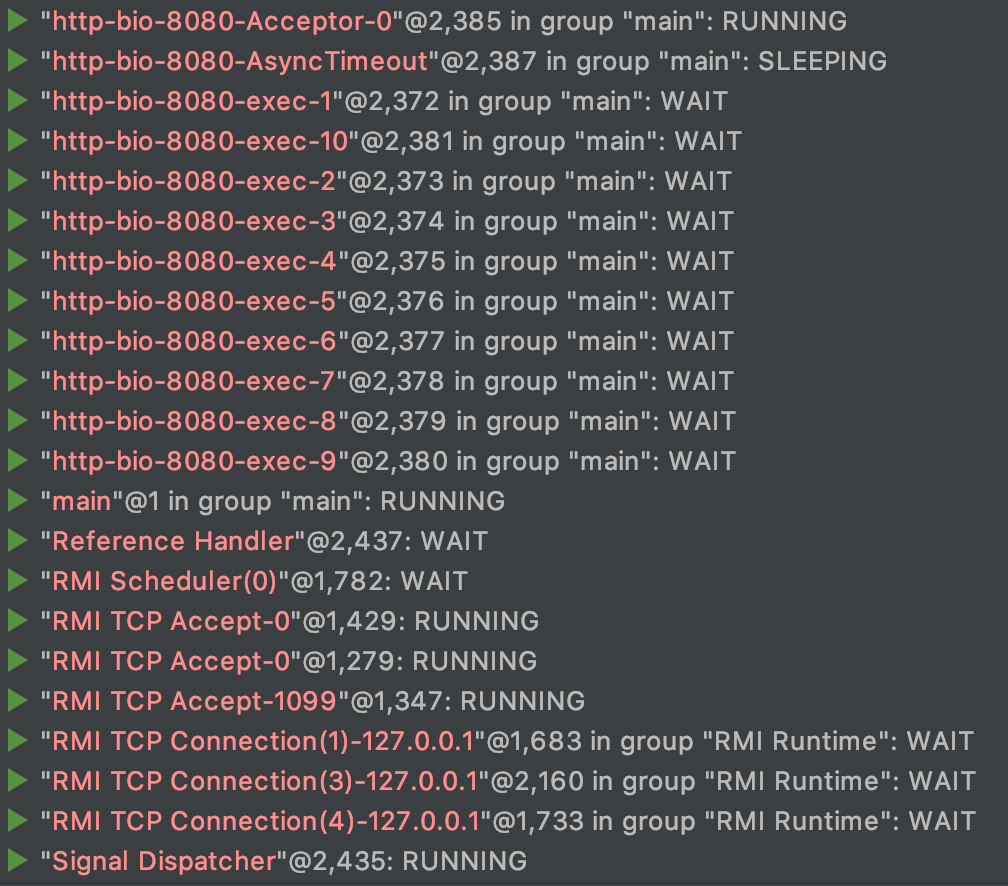 "http-bio-8080-Acceptor-0"@2,385 in group "main": RUNNING
"http-bio-8080-AsyncTimeout"@2,387 in group "main": SLEEPING
"http-bio-8080-exec-1"@2,372 in group "main": WAIT
"http-bio-8080-exec-10"@2,381 in group "main": WAIT
"http-bio-8080-exec-2"@2,373 in group "main": WAIT
"http-bio-8080-exec-3"@2,374 in group "main": WAIT
"http-bio-8080-exec-4"@2,375 in group "main": WAIT
"http-bio-8080-exec-5"@2,376 in group "main": WAIT
"http-bio-8080-exec-6"@2,377 in group "main": WAIT
"http-bio-8080-exec-7"@2,378 in group "main": WAIT
"http-bio-8080-exec-8"@2,379 in group "main": WAIT
"http-bio-8080-exec-9"@2,380 in group "main": WAIT
"main"@1 in group "main": RUNNING
"Reference Handler"@2,437: WAIT
"RMI Scheduler(0)"@1,782: WAIT
"RMI TCP Accept-0"@1,429: RUNNING
"RMI TCP Accept-0"@1,279: RUNNING
"RMI TCP Accept-1099"@1,347: RUNNING
"RMI TCP Connection(1)-127.0.0.1"@1,683 in group "RMI Runtime": WAIT
"RMI TCP Connection(3)-127.0.0.1"@2,160 in group "RMI Runtime": WAIT
"RMI TCP Connection(4)-127.0.0.1"@1,733 in group "RMI Runtime": WAIT
"Signal Dispatcher"@2,435: RUNNING